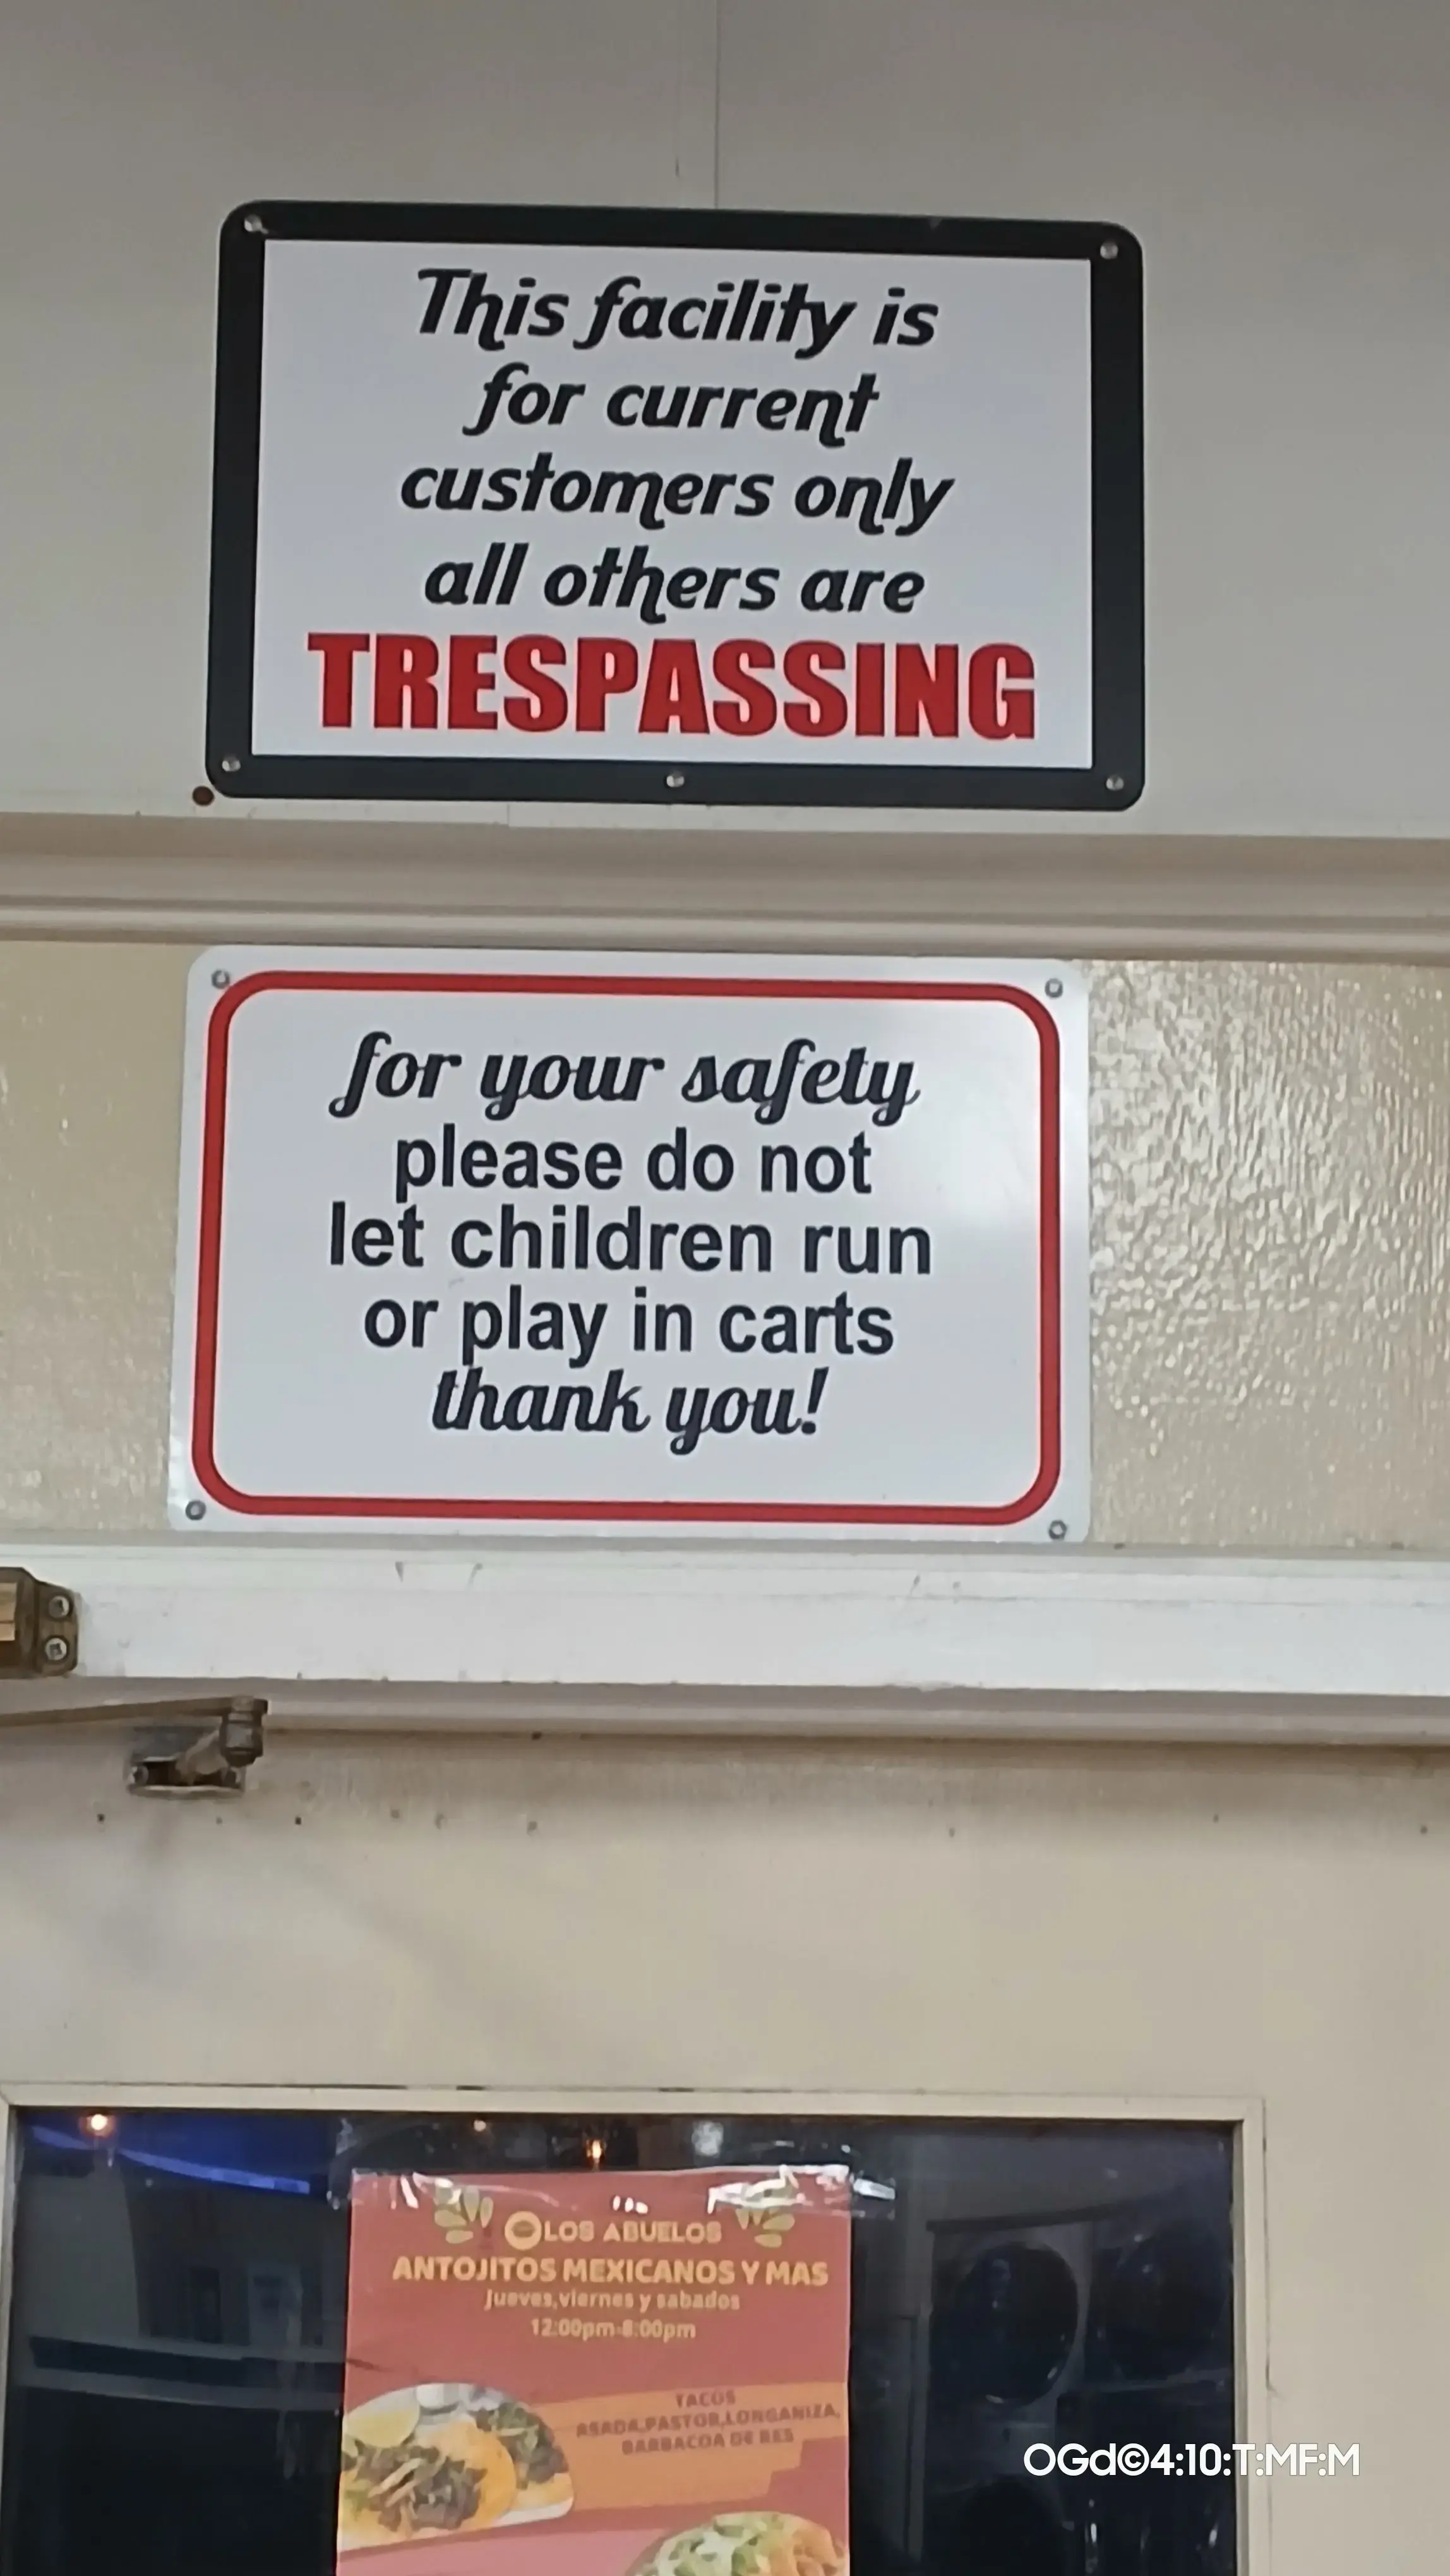 This facility is
for current
customers only
all others are
TRESPASSING
for your safety
please do not
let children run
or play in carts
thank you!
LOS ABUELOS
ANTOJITOS MEXICANOS Y MAS
Jueves,viernes y sabados
12:00pm-8:00pm
TACOS
ASADA,PASTOR,LONGANIZA,
BARBACOA DE RES
OGd©4:10:T:MF:M